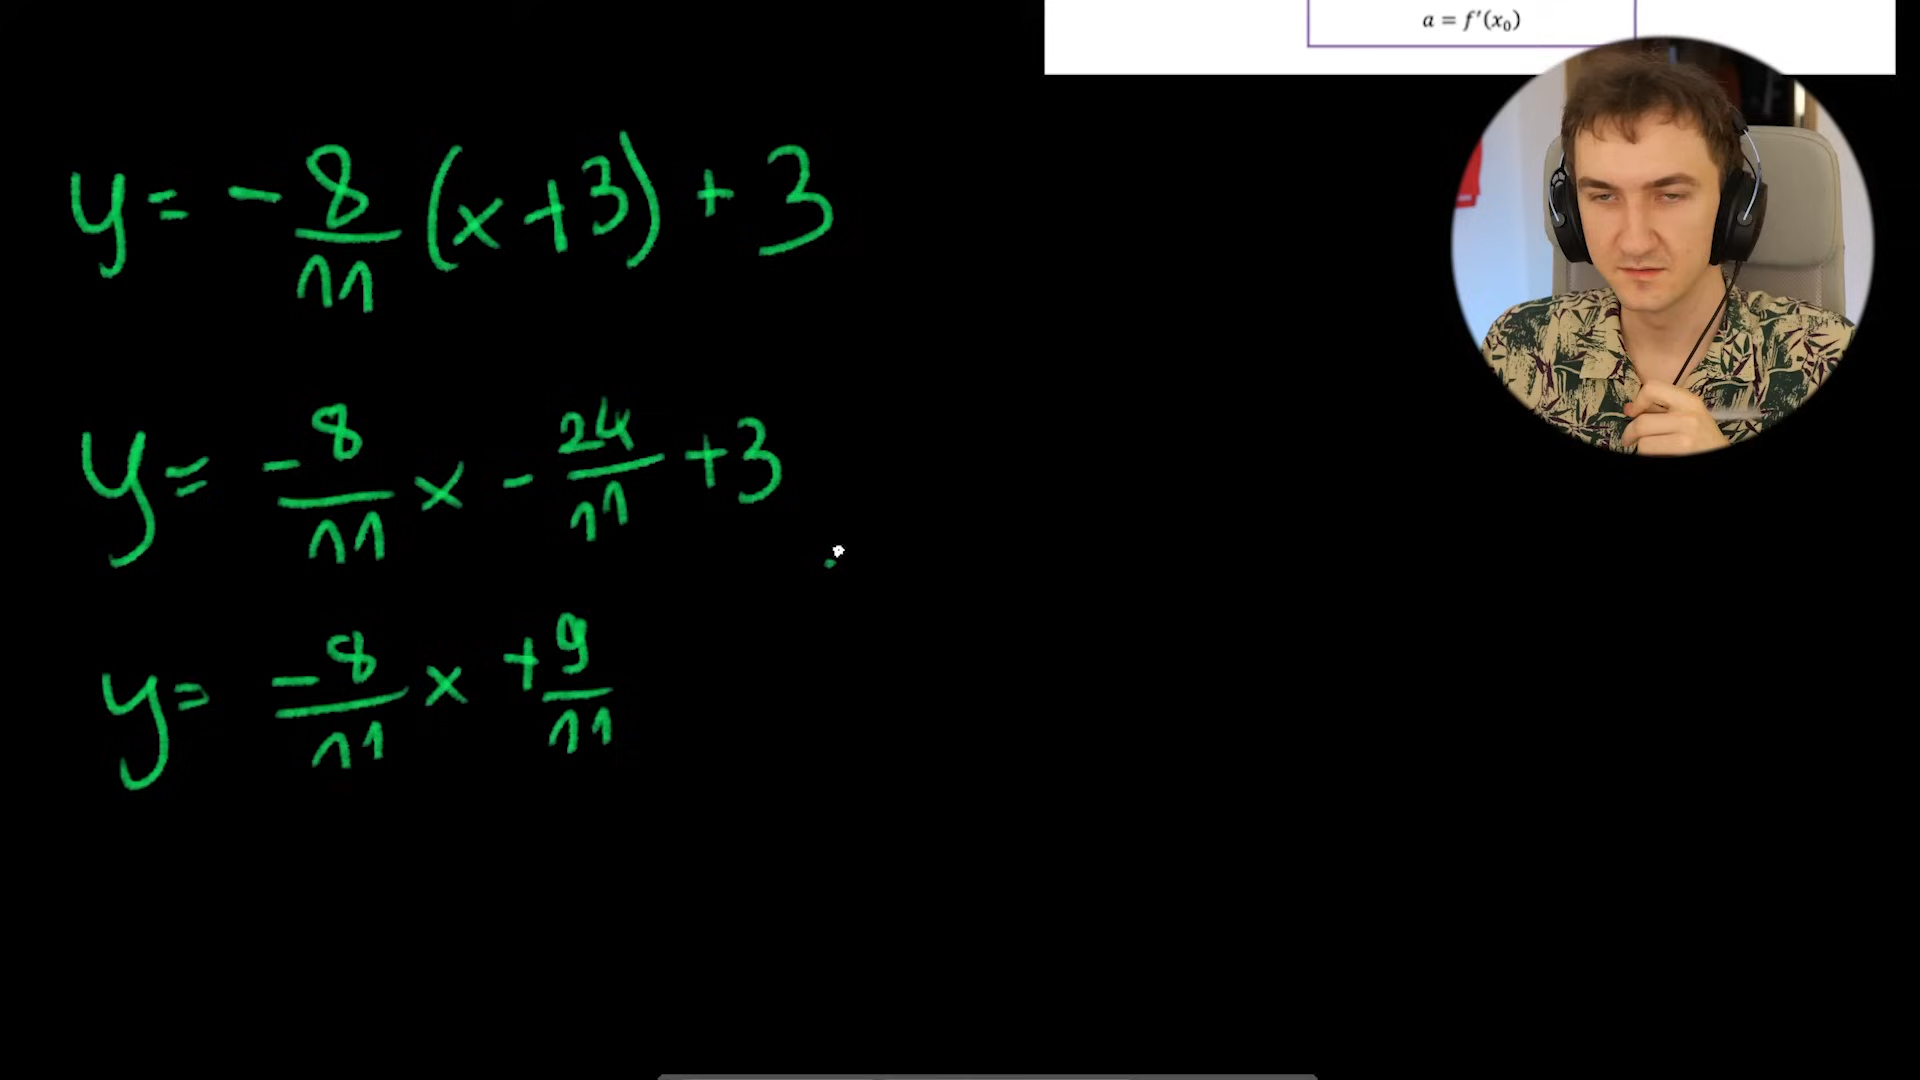 a = f′(x₀)
y = - 8/11 (x+3) + 3
y = -8/11 x - 24/11 + 3
y = -8/11 x + 9/11